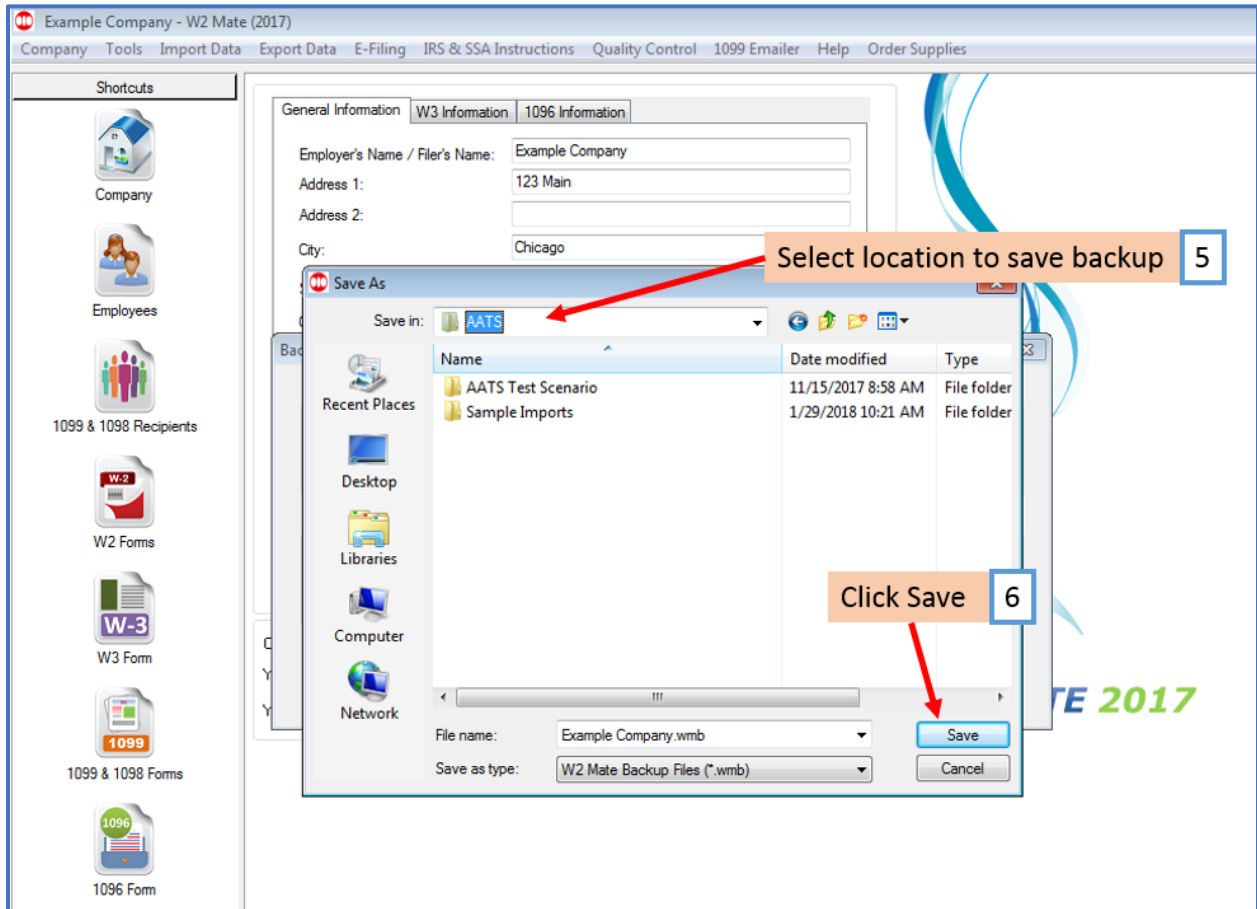 Example Company - W2 Mate (2017)
Company Tools Import Data Export Data E-Filing IRS & SSA Instructions Quality Control 1099 Emailer Help Order Supplies
Shortcuts
Company
Employees
1099 & 1098 Recipients
W-2
W2 Forms
W-3
W3 Form
1099
1099 & 1098 Forms
1096
1096 Form
General Information W3 Information 1096 Information
Employer's Name / Filer's Name: Example Company
Address 1: 123 Main
Address 2:
City: Chicago
Select location to save backup 5
Save As
Save in: AATS
Bac
Name Date modified Type
AATS Test Scenario 11/15/2017 8:58 AM File folder
Sample Imports 1/29/2018 10:21 AM File folder
Recent Places
Desktop
Libraries
Computer
Network
Click Save 6
TE 2017
File name: Example Company.wmb Save
Save as type: W2 Mate Backup Files (*.wmb) Cancel